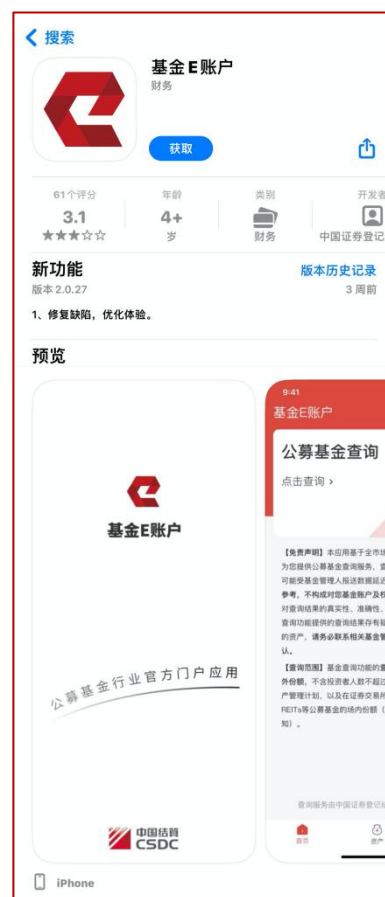 搜索
基金E账户
财务
获取
61个评分
年龄
类别
开发者
3.1
4+
岁
财务
中国证券登记
新功能
版本历史记录
版本 2.0.27
3 周前
1、修复缺陷，优化体验。
预览
基金E账户
公募基金行业官方门户应用
中国结算
CSDC
9:41
基金E账户
公募基金查询
点击查询 ›
【免责声明】本应用基于全市场
为您提供公募基金查询服务，查
可能受基金管理人报送数据延迟
参考，不构成对您基金账户及权
对查询结果的真实性、准确性、
查询功能提供的查询结果存有疑
的资产，请务必联系相关基金管
认。
【查询范围】基金查询功能的查
外份额，不含投资者人数不超过
产管理计划，以及在证券交易所
REITs等公募基金的场内份额（
知）。
查询服务由中国证券登记结
首页
资产
iPhone